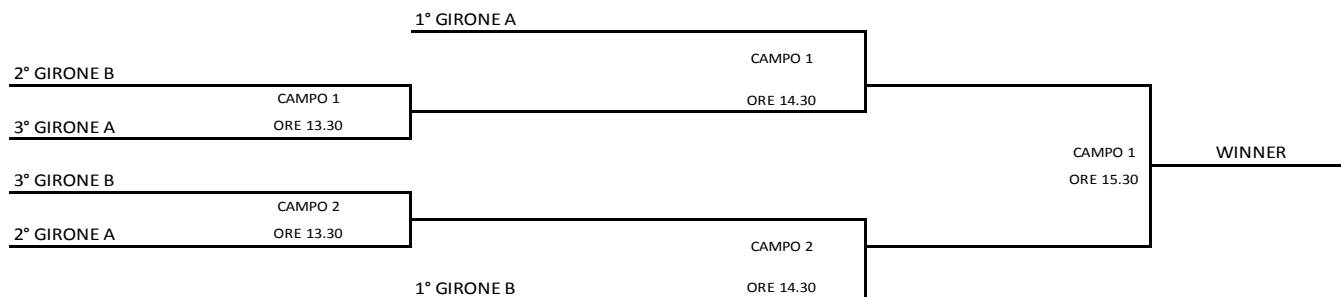 1° GIRONE A
CAMPO 1
2° GIRONE B
CAMPO 1
ORE 14.30
3° GIRONE A
ORE 13.30
CAMPO 1
WINNER
3° GIRONE B
ORE 15.30
CAMPO 2
2° GIRONE A
ORE 13.30
CAMPO 2
1° GIRONE B
ORE 14.30